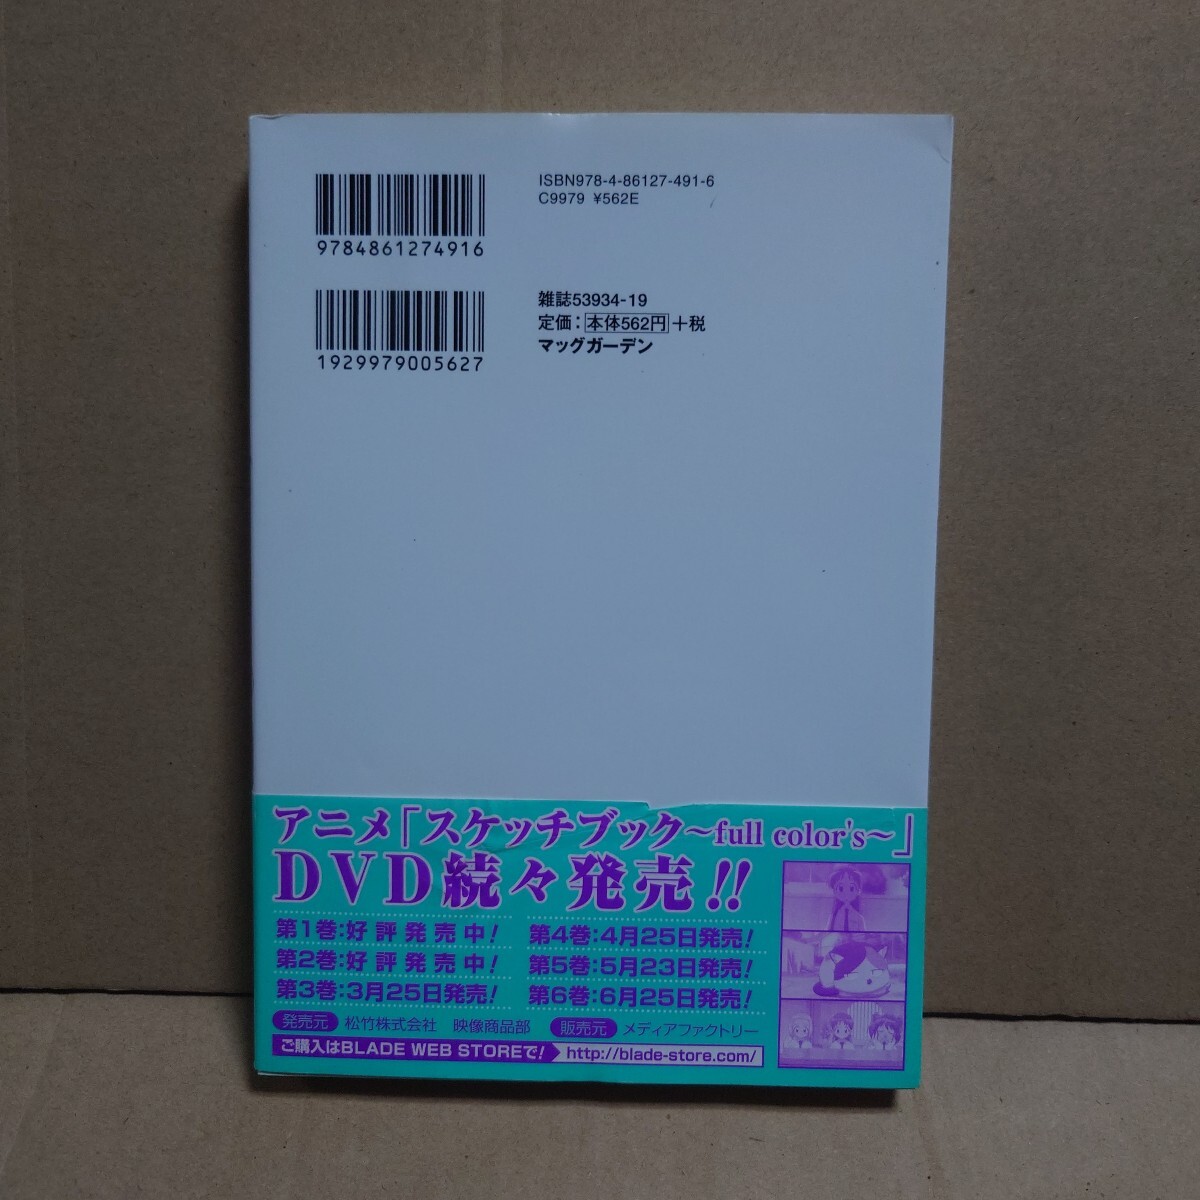 ISBN978-4-86127-491-6
C9979 ¥562E
9784861274916
雑誌53934-19
定価：本体562円+税
マッグガーデン
1929979005627
アニメ「スケッチブック～full color's～」
DVD続々発売!!
第1巻:好評発売中!
第2巻:好評発売中!
第3巻:3月25日発売!
第4巻:4月25日発売!
第5巻:5月23日発売!
第6巻:6月25日発売!
発売元 松竹株式会社 映像商品部 販売元 メディアファクトリー
ご購入はBLADE WEB STOREで! http://blade-store.com/